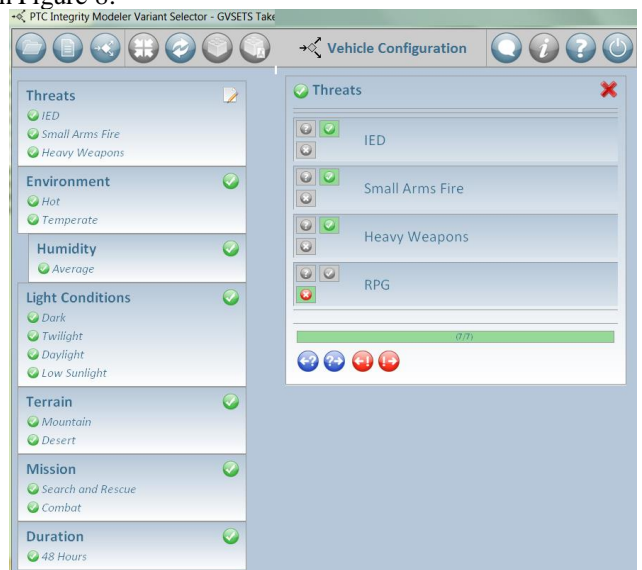 n Figure 8.
PTC Integrity Modeler Variant Selector - GVSETS Take
Vehicle Configuration
Threats
IED
Small Arms Fire
Heavy Weapons
Environment
Hot
Temperate
Humidity
Average
Light Conditions
Dark
Twilight
Daylight
Low Sunlight
Terrain
Mountain
Desert
Mission
Search and Rescue
Combat
Duration
48 Hours
Threats
IED
Small Arms Fire
Heavy Weapons
RPG
(7/7)